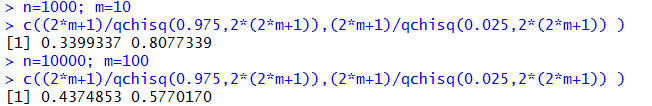 > n=1000; m=10
> c((2*m+1)/qchisq(0.975,2*(2*m+1)),(2*m+1)/qchisq(0.025,2*(2*m+1)) )
[1] 0.3399337 0.8077339
> n=10000; m=100
> c((2*m+1)/qchisq(0.975,2*(2*m+1)),(2*m+1)/qchisq(0.025,2*(2*m+1)) )
[1] 0.4374853 0.5770170